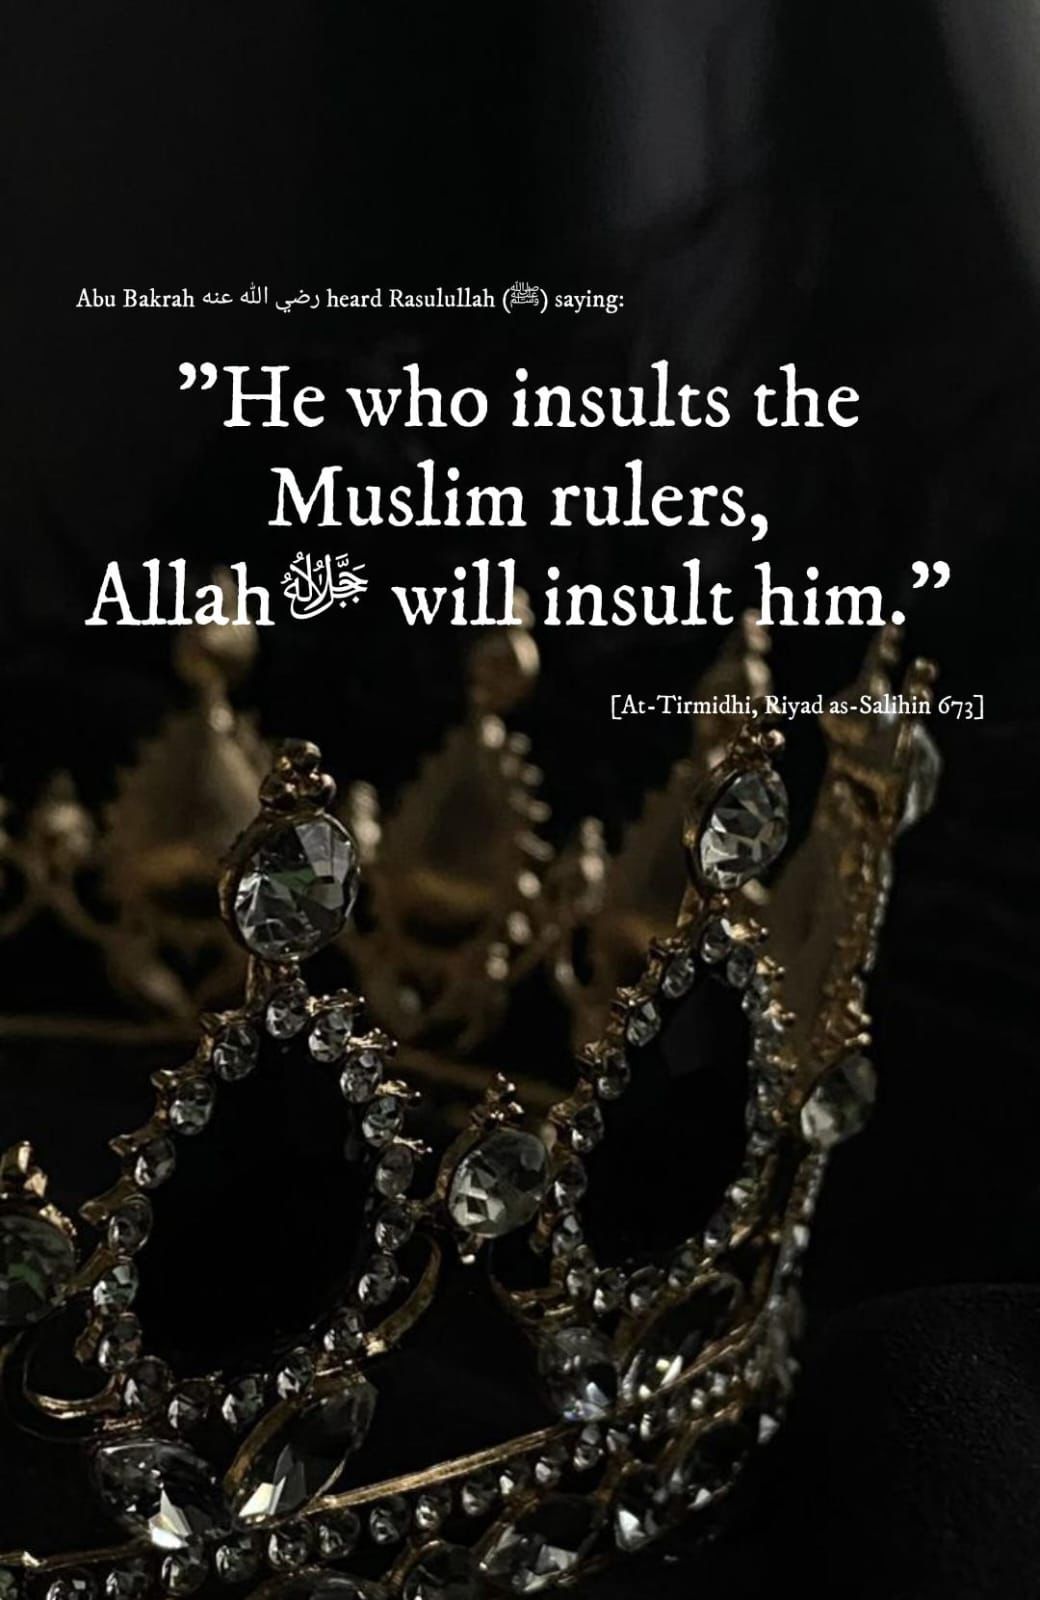 Abu Bakrah رضي الله عنه heard Rasulullah (ﷺ) saying:
”He who insults the
Muslim rulers,
Allah ﷻ will insult him.”
[At-Tirmidhi, Riyad as-Salihin 673]